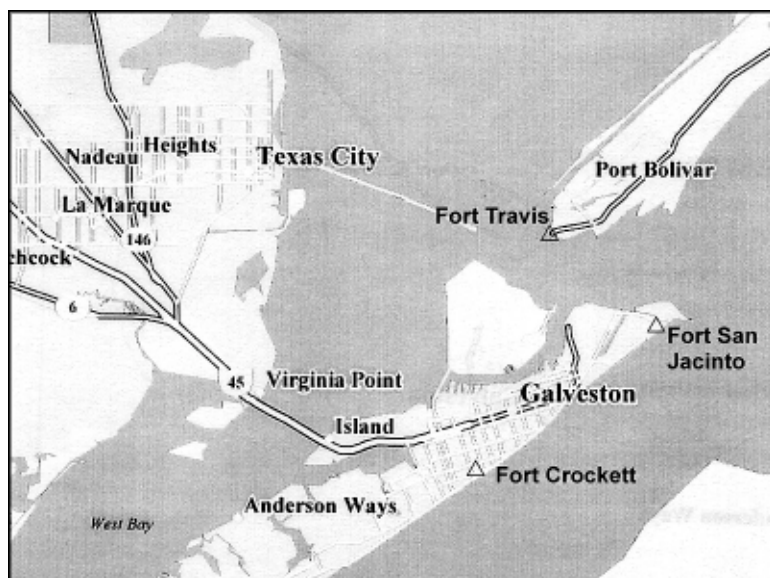 Heights
Nadeau
Texas City
Port Bolivar
La Marque
Fort Travis
146
chcock
6
Fort San
Jacinto
45
Virginia Point
Galveston
Island
Fort Crockett
Anderson Ways
West Bay